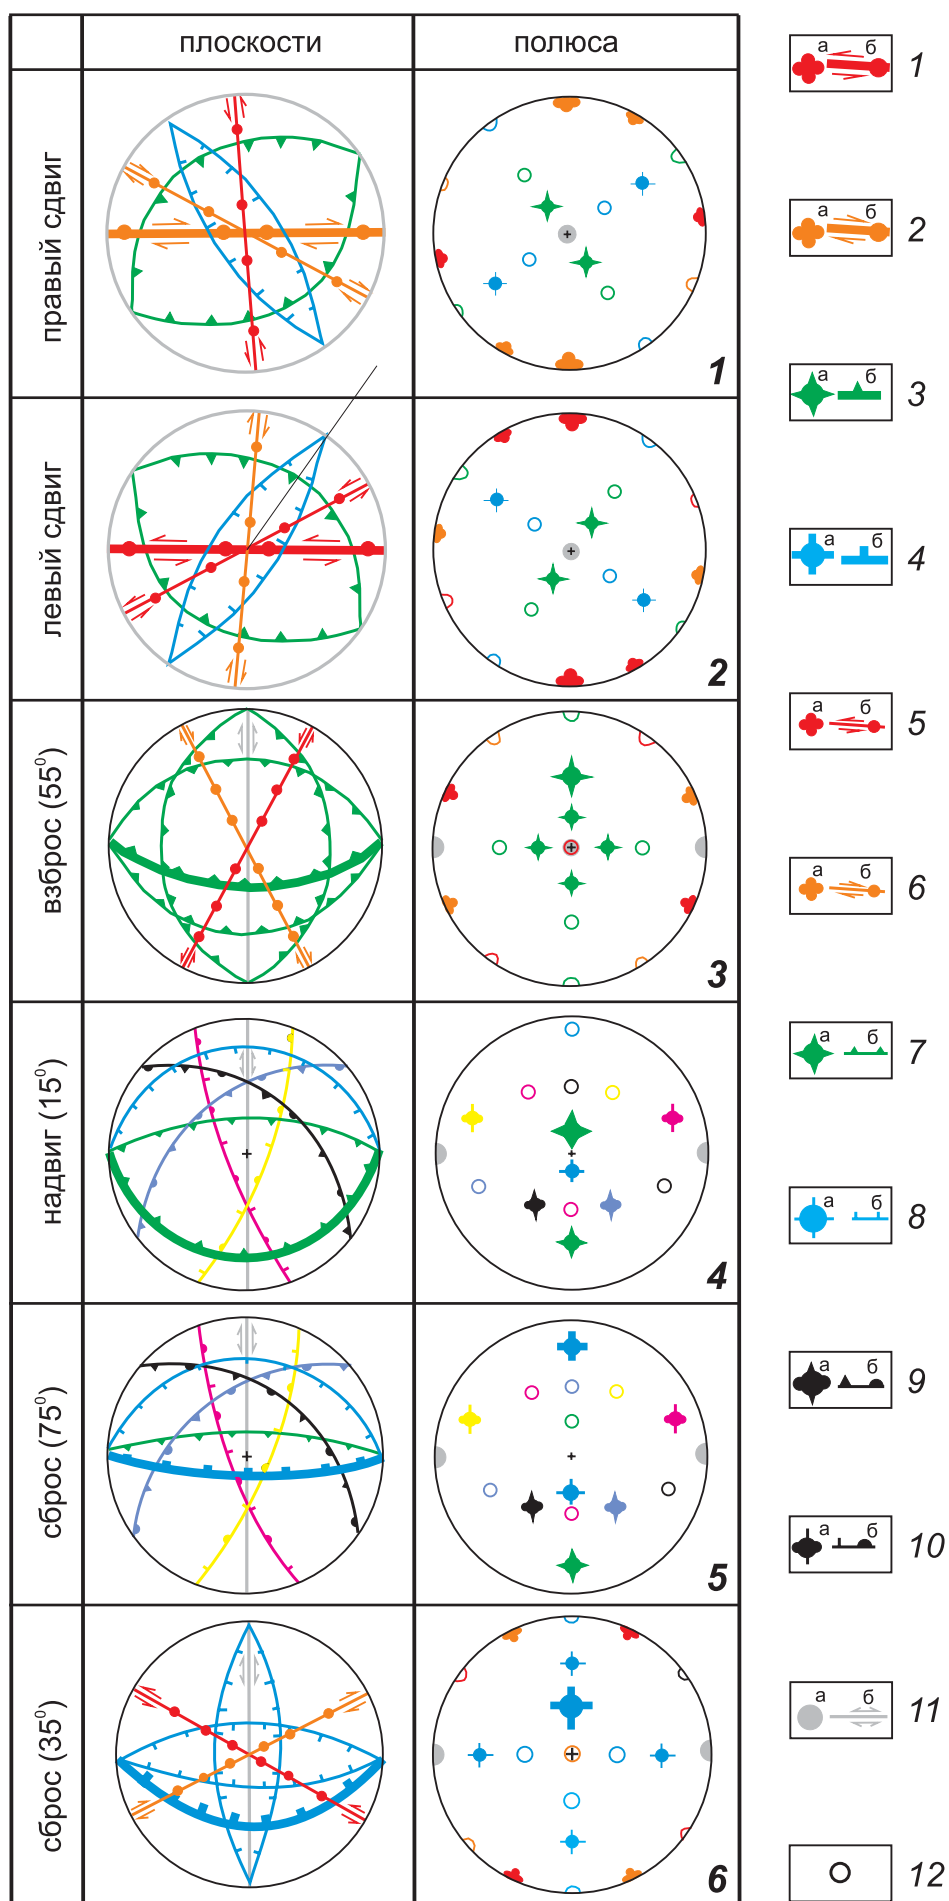 плоскости полюса
правый сдвиг
1
левый сдвиг
2
взброс (55⁰)
3
надвиг (15⁰)
4
сброс (75⁰)
5
сброс (35⁰)
6
а б 1
а б 2
а б 3
а б 4
а б 5
а б 6
а б 7
а б 8
а б 9
а б 10
а б 11
12